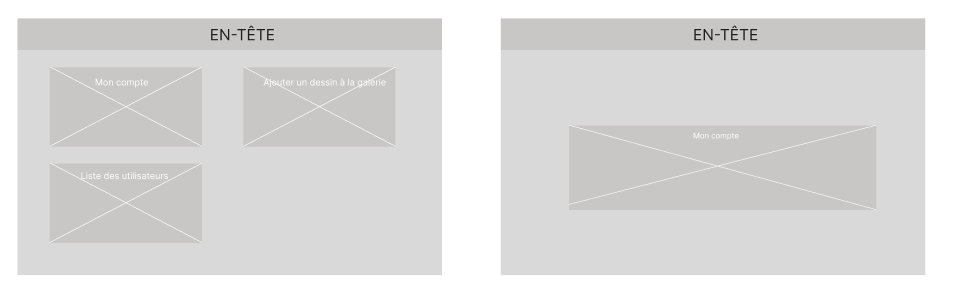 EN-TÊTE
Mon compte
Ajouter un dessin à la galerie
Liste des utilisateurs
EN-TÊTE
Mon compte